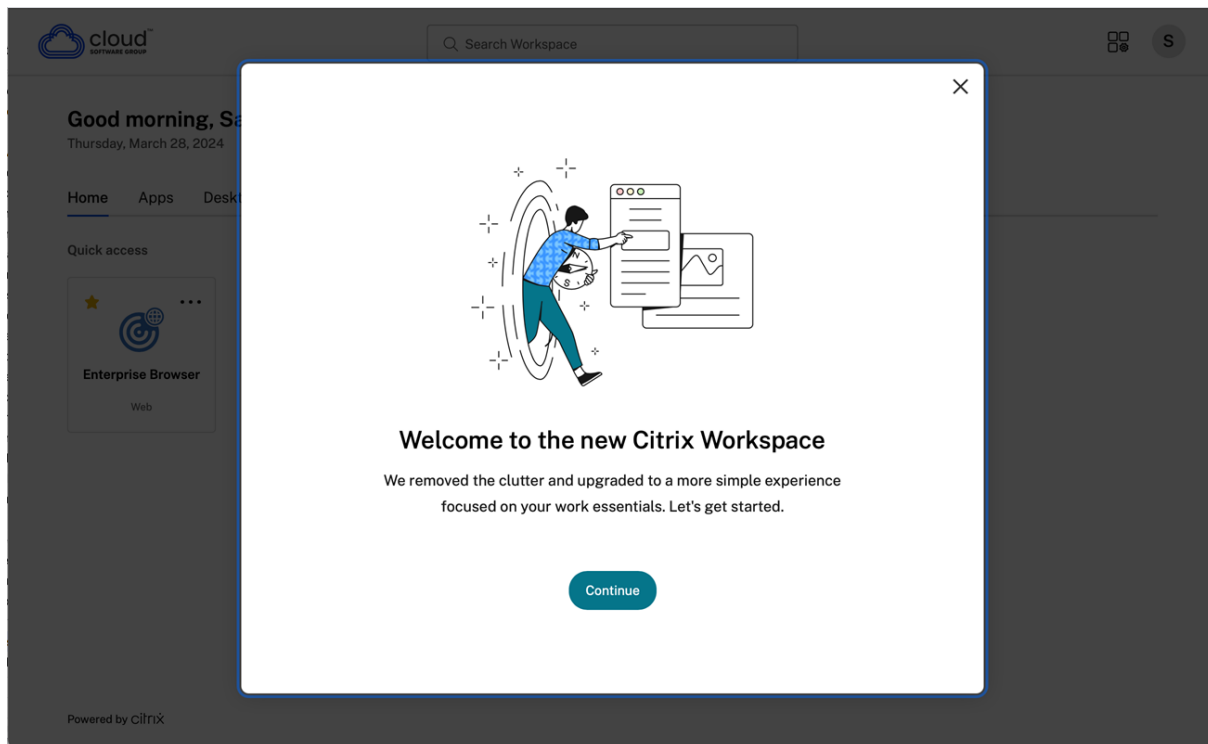 cloud™
SOFTWARE GROUP
Search Workspace
S
Good morning, Sa
Thursday, March 28, 2024
Home Apps Deskt
Quick access
Enterprise Browser
Web
N
S
Welcome to the new Citrix Workspace
We removed the clutter and upgraded to a more simple experience
focused on your work essentials. Let's get started.
Continue
Powered by citrix